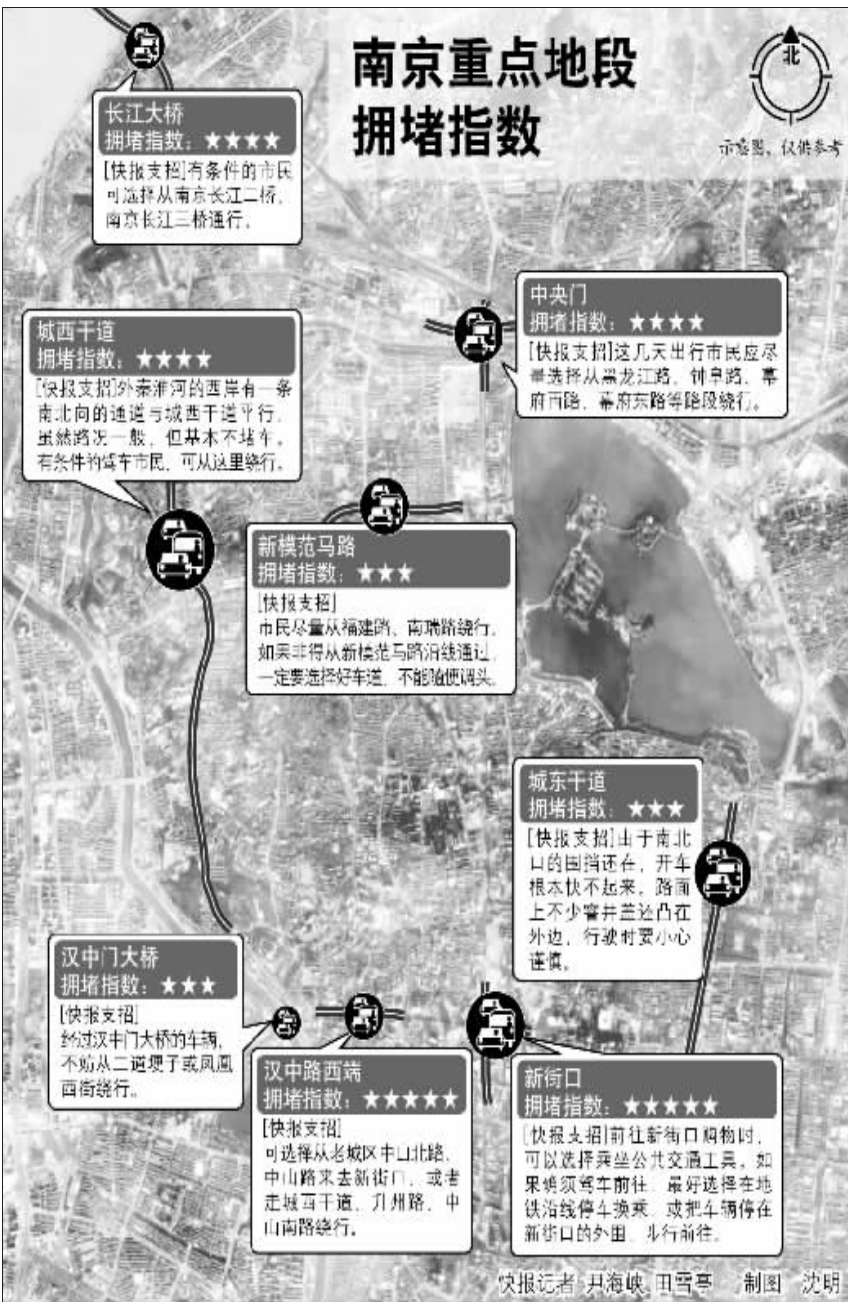 南京重点地段
拥堵指数
北
示意图、仅供参考
长江大桥
拥堵指数：★★★★
[快报支招]有条件的市民
可选择从南京长江二桥、
南京长江三桥通行。
中央门
拥堵指数：★★★★
[快报支招]这几天出行市民应尽
量选择从黑龙江路、钟阜路、幕
府西路、幕府东路等路段绕行。
城西干道
拥堵指数：★★★★
[快报支招]外秦淮河的西岸有一条
南北向的通道与城西干道平行，
虽然路况一般，但基本不堵车。
有条件的驾车市民，可从这里绕行。
新模范马路
拥堵指数：★★★
[快报支招]
市民尽量从福建路、南瑞路绕行。
如果非得从新模范马路沿线通过，
一定要选择好车道，不能随便调头。
城东干道
拥堵指数：★★★
[快报支招]由于南北
口的围挡还在，开车
根本快不起来，路面
上不少窨井盖还凸在
外边，行驶时要小心
谨慎。
汉中门大桥
拥堵指数：★★★
[快报支招]
经过汉中门大桥的车辆，
不妨从二道埂子或凤凰
西街绕行。
汉中路西端
拥堵指数：★★★★★
[快报支招]
可选择从老城区中山北路、
中山路来去新街口，或者
走城西干道、升州路、中
山南路绕行。
新街口
拥堵指数：★★★★★
[快报支招]前往新街口购物时，
可以选择乘坐公共交通工具。如
果确须驾车前往，最好选择在地
铁沿线停车换乘，或把车辆停在
新街口的外围，步行前往。
快报记者 尹海峡 田雪亭 制图 沈明